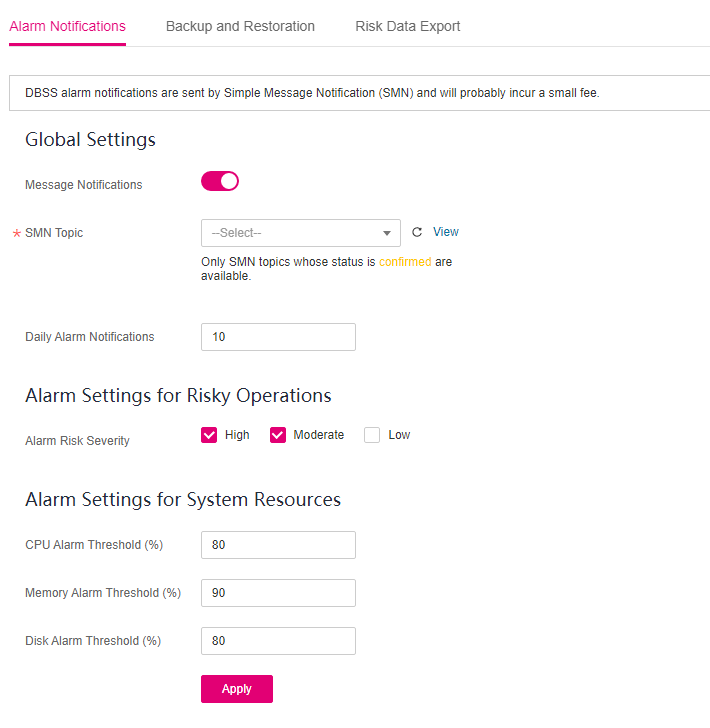 Alarm Notifications Backup and Restoration Risk Data Export
DBSS alarm notifications are sent by Simple Message Notification (SMN) and will probably incur a small fee.
Global Settings
Message Notifications
* SMN Topic --Select-- View
Only SMN topics whose status is confirmed are
available.
Daily Alarm Notifications 10
Alarm Settings for Risky Operations
Alarm Risk Severity High Moderate Low
Alarm Settings for System Resources
CPU Alarm Threshold (%) 80
Memory Alarm Threshold (%) 90
Disk Alarm Threshold (%) 80
Apply